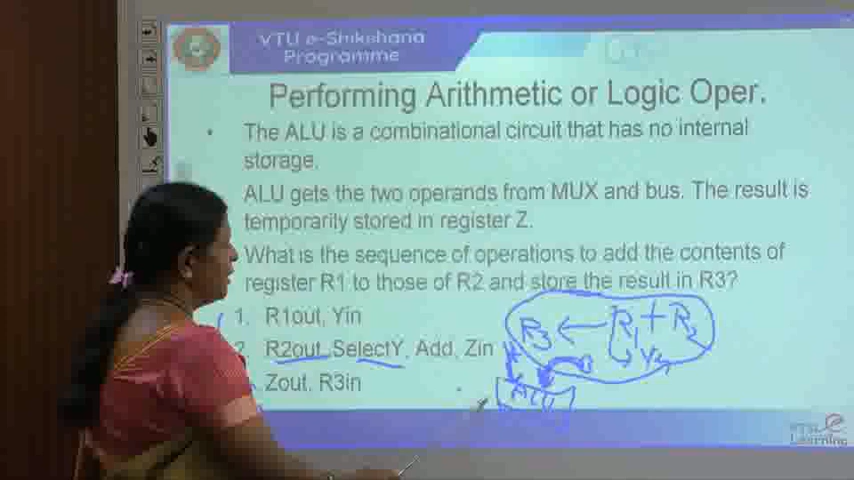 VTU e-Shikshana
Programme
Performing Arithmetic or Logic Oper.
• The ALU is a combinational circuit that has no internal
storage.
ALU gets the two operands from MUX and bus. The result is
temporarily stored in register Z.
What is the sequence of operations to add the contents of
register R1 to those of R2 and store the result in R3?
1. R1out, Yin
R3 ← R1 + R2
2. R2out, SelectY, Add, Zin
Zout, R3in
ALU
VTU e
Learning